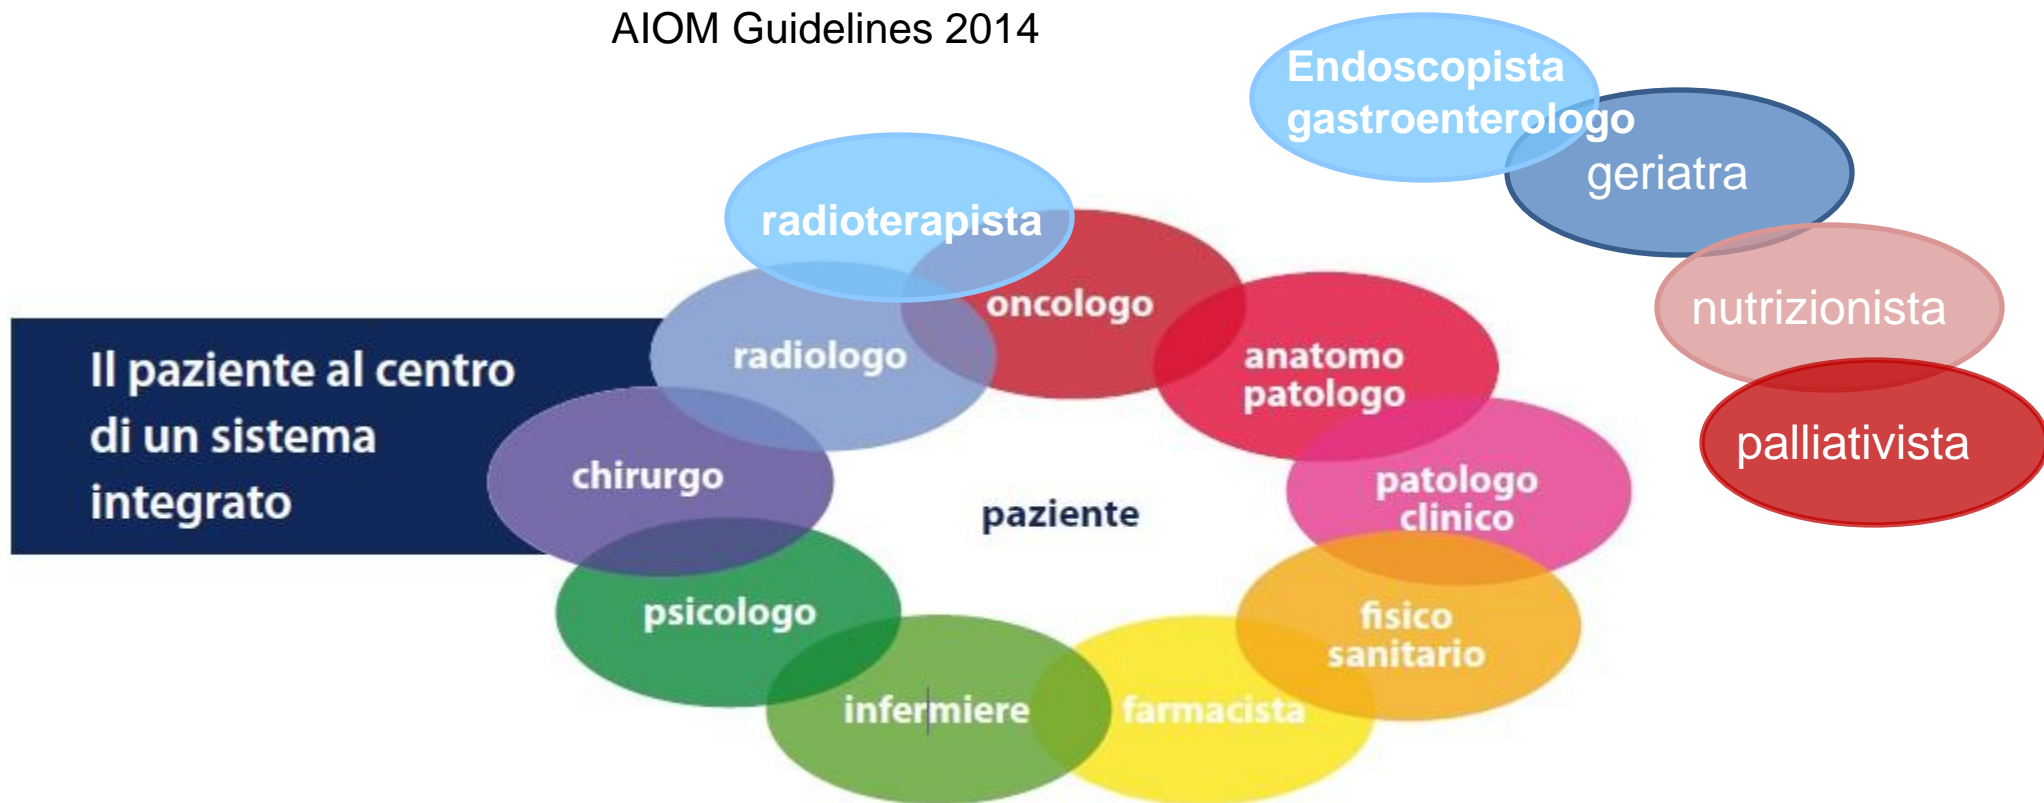 AIOM Guidelines 2014
Endoscopista
gastroenterologo
geriatra
radioterapista
nutrizionista
oncologo
radiologo
anatomo
patologo
Il paziente al centro
di un sistema
integrato
palliativista
chirurgo
patologo
clinico
paziente
psicologo
fisico
sanitario
infermiere
farmacista